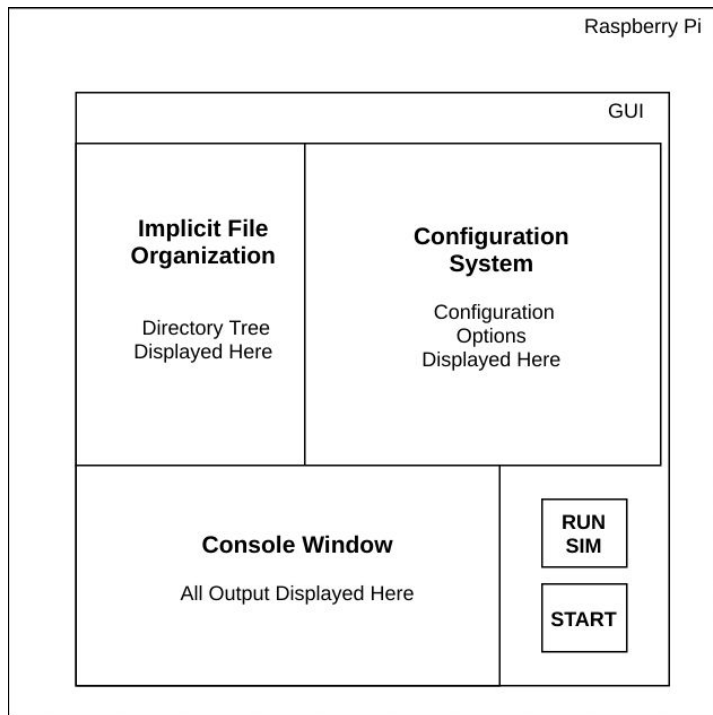 Raspberry Pi
GUI
Implicit File
Organization
Directory Tree
Displayed Here
Configuration
System
Configuration
Options
Displayed Here
Console Window
All Output Displayed Here
RUN
SIM
START